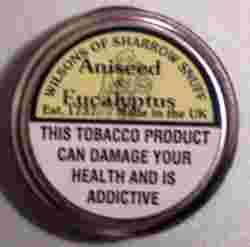 WILSONS OF SHARROW SNUFF
Aniseed
&
Eucalyptus
Est. 1737 Made in the UK
THIS TOBACCO PRODUCT
CAN DAMAGE YOUR
HEALTH AND IS
ADDICTIVE